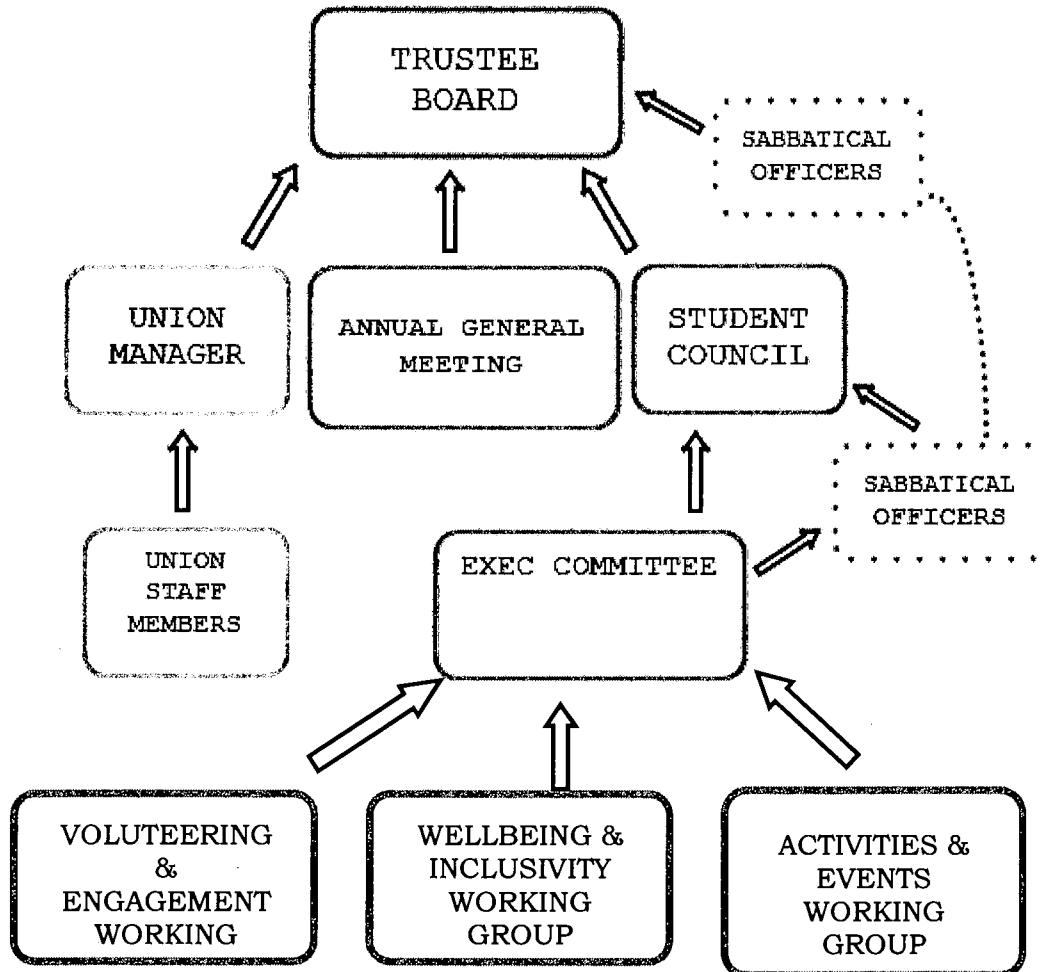 TRUSTEE
BOARD
SABBATICAL
OFFICERS
UNION
MANAGER
ANNUAL GENERAL
MEETING
STUDENT
COUNCIL
SABBATICAL
OFFICERS
UNION
STAFF
MEMBERS
EXEC COMMITTEE
VOLUTEERING
&
ENGAGEMENT
WORKING
WELLBEING &
INCLUSIVITY
WORKING
GROUP
ACTIVITIES &
EVENTS
WORKING
GROUP